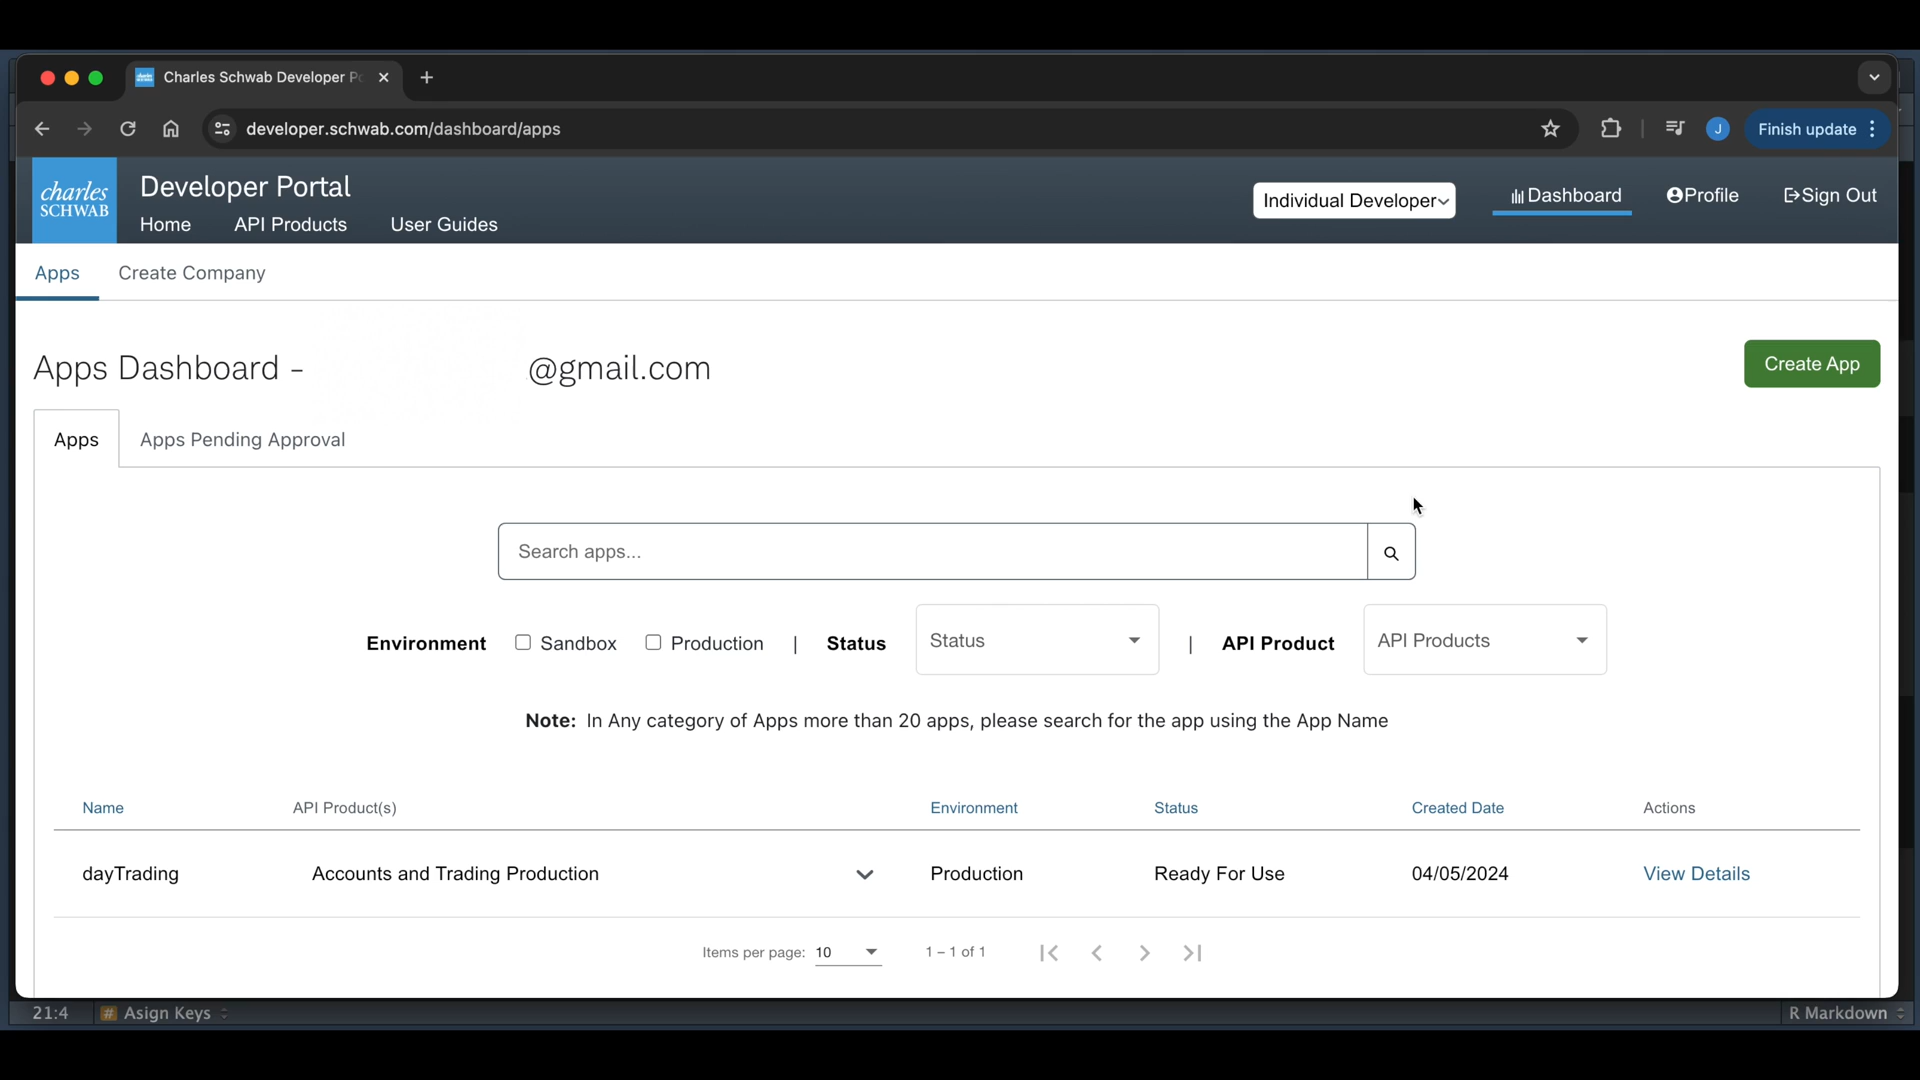 Charles Schwab Developer Po
developer.schwab.com/dashboard/apps
J
Finish update
charles
SCHWAB
Developer Portal
Home API Products User Guides
Individual Developer
Dashboard
Profile
Sign Out
Apps Create Company
Apps Dashboard - @gmail.com
Create App
Apps Apps Pending Approval
Search apps...
Environment Sandbox Production | Status Status | API Product API Products
Note: In Any category of Apps more than 20 apps, please search for the app using the App Name
Name API Product(s) Environment Status Created Date Actions
dayTrading Accounts and Trading Production Production Ready For Use 04/05/2024 View Details
Items per page: 10 1 – 1 of 1
21:4 # Asign Keys R Markdown